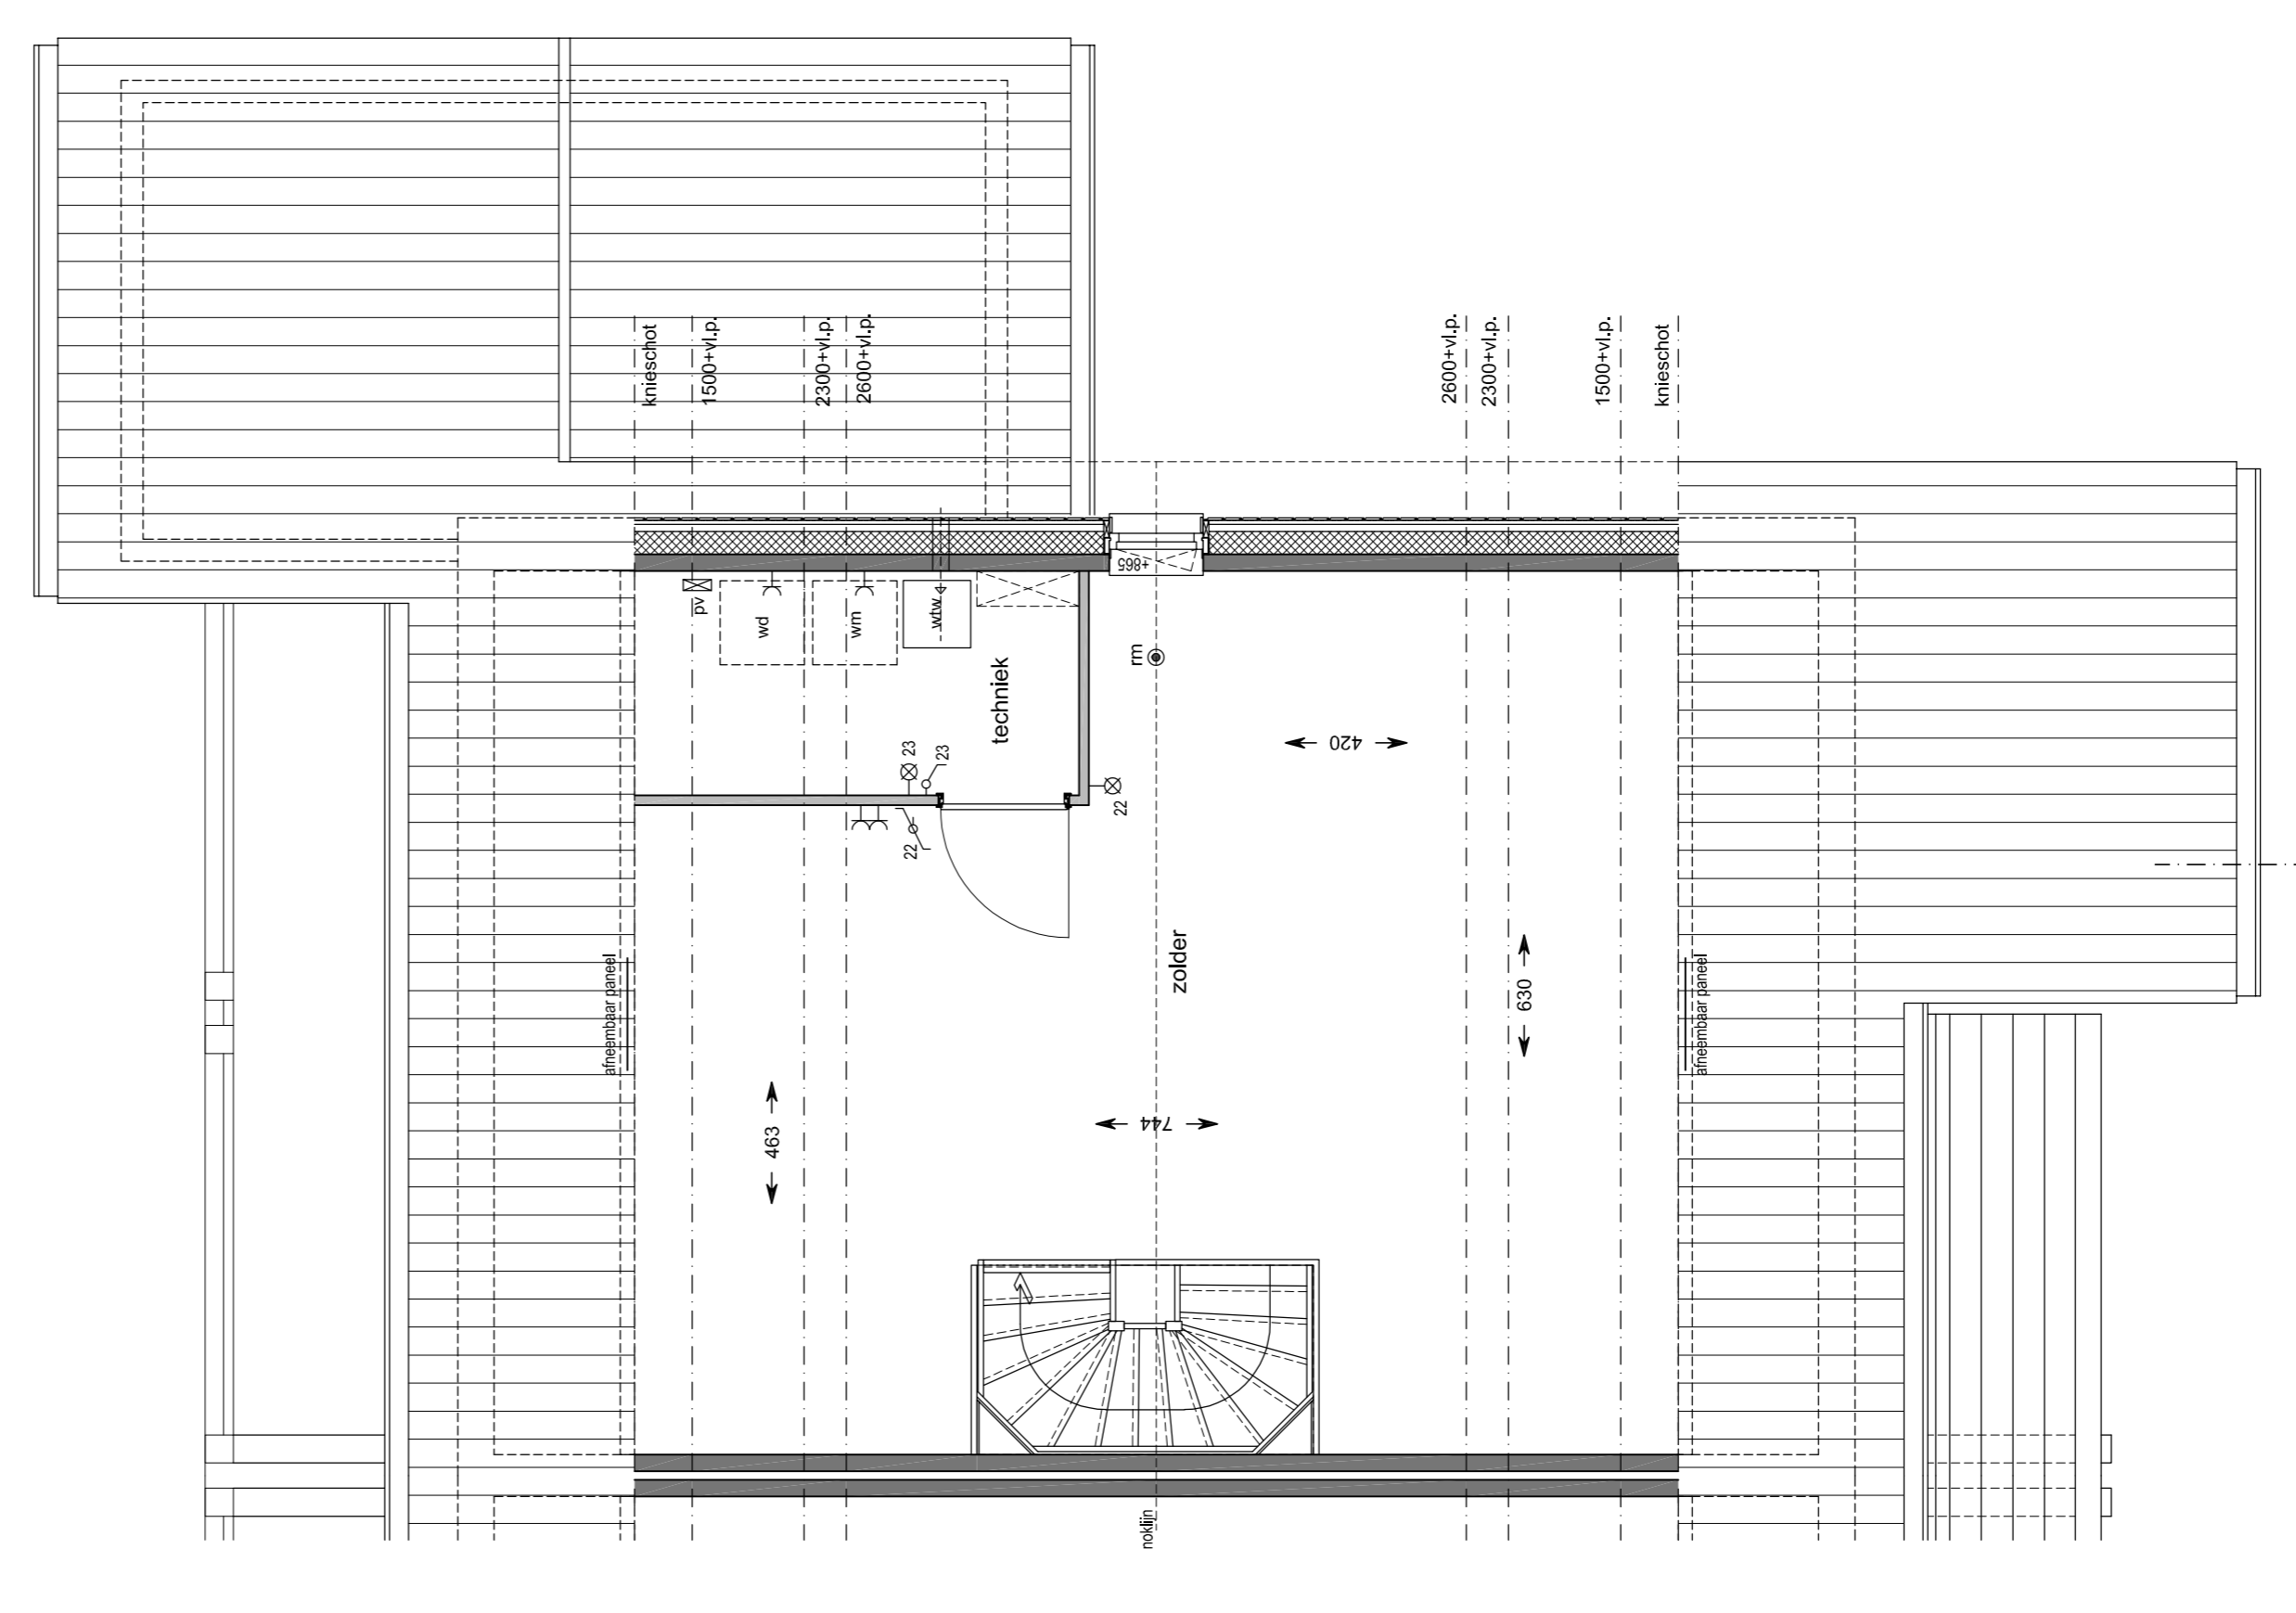 knieschot
1500+vl.p.
2300+vl.p.
2600+vl.p.
2600+vl.p.
2300+vl.p.
1500+vl.p.
knieschot
+865
pv
wd
wm
wtw
rm
techniek
23
23
22
22
420
zolder
630
afneembaar paneel
afneembaar paneel
463
744
noklijn